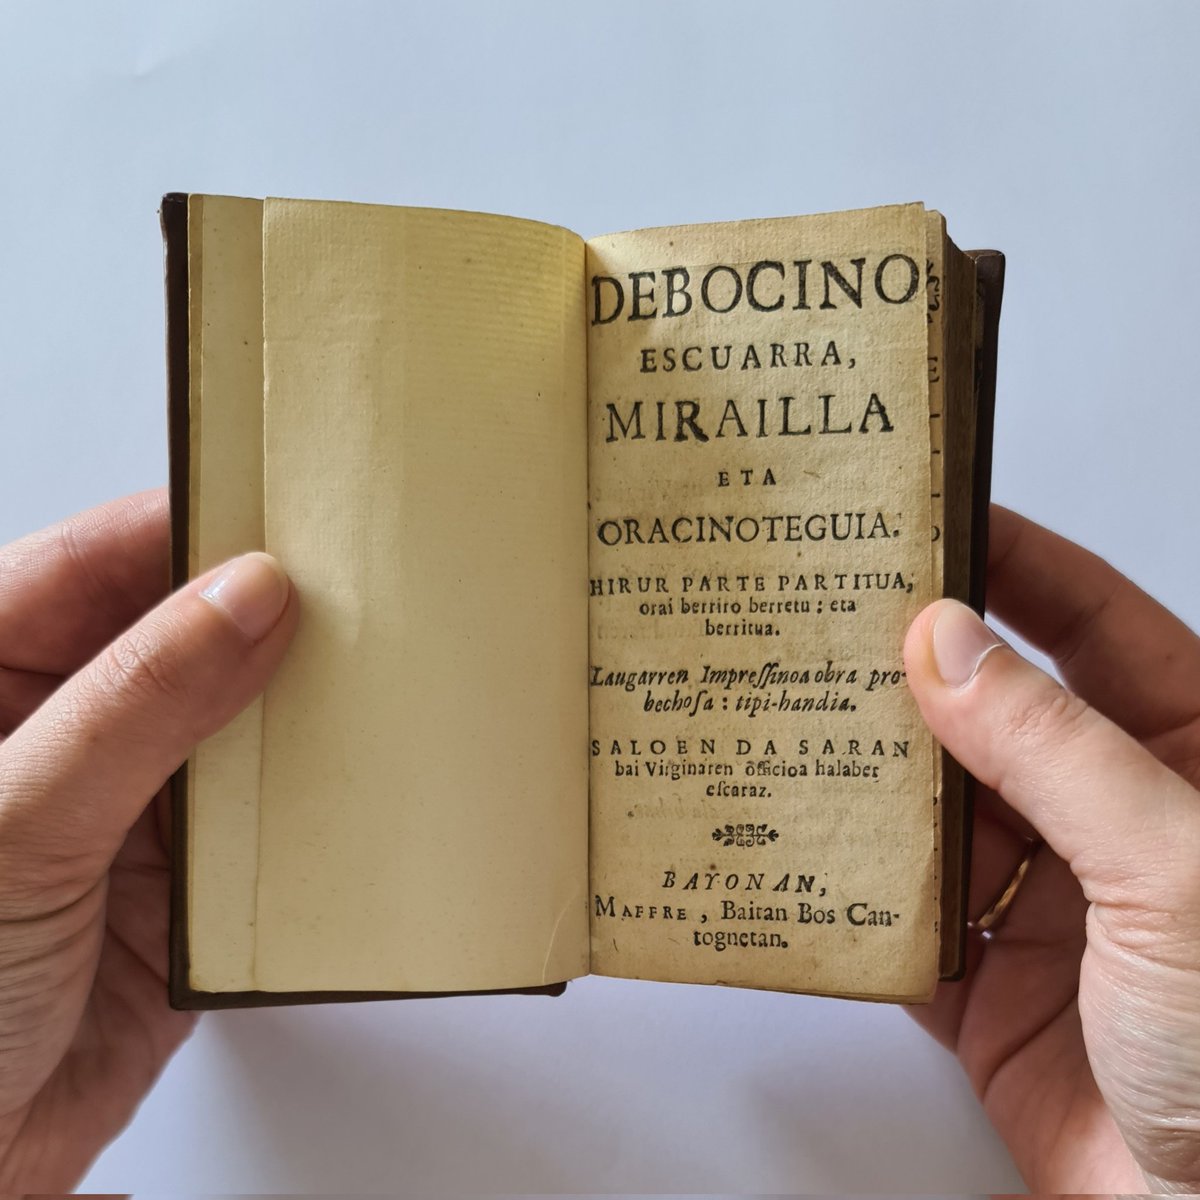 DEBOCINO
ESCUARRA,
MIRAILLA
ETA
ORACINOTEGUIA.
HIRUR PARTE PARTITUA,
orai berriro berretu : eta
berritua.
Laugarren Impreſſinoa obra pro-
bechoſa : tipi-handia.
SALOEN DA SARAN
bai Virginaren officioa halaber
eſcaraz.
BAYONAN,
MAFFRE , Baitan Bos Can-
tognetan.